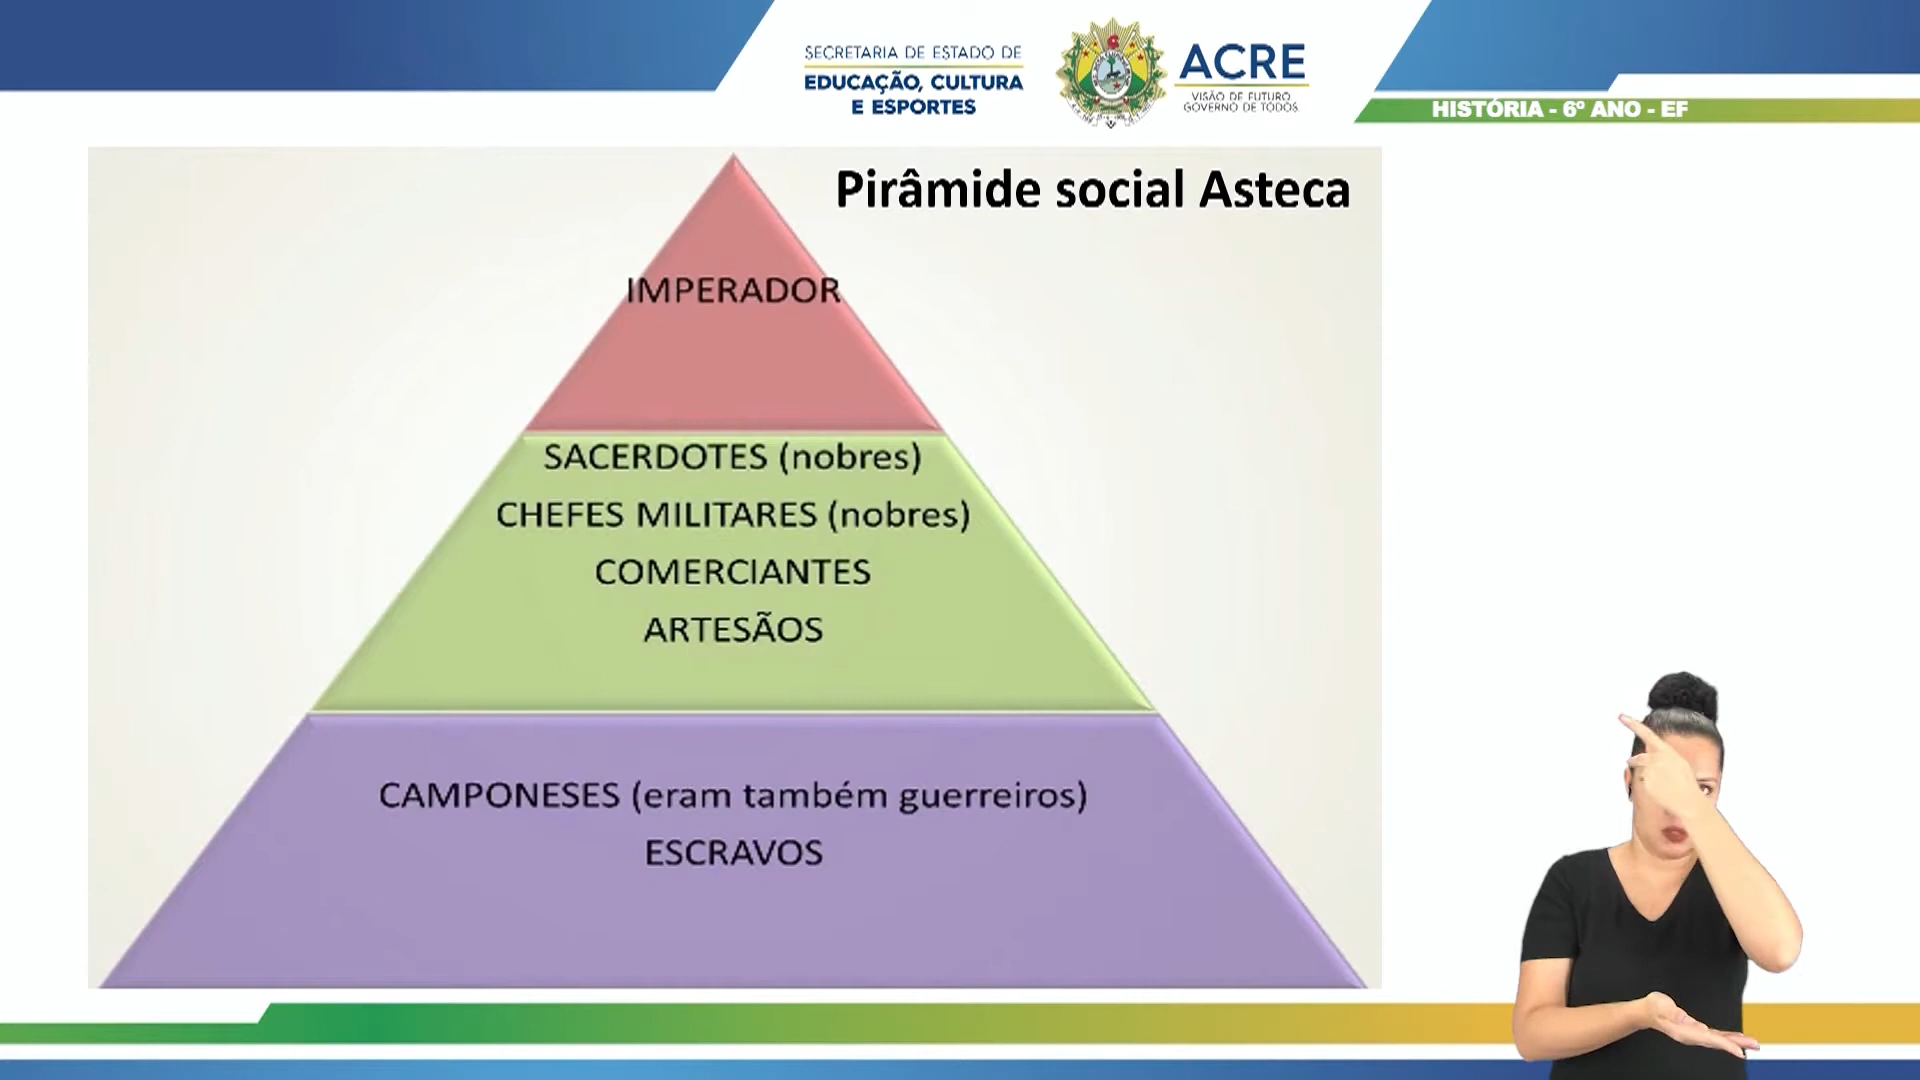 SECRETARIA DE ESTADO DE
EDUCAÇÃO, CULTURA
E ESPORTES
ACRE
VISÃO DE FUTURO
GOVERNO DE TODOS
HISTÓRIA - 6º ANO - EF
Pirâmide social Asteca
IMPERADOR
SACERDOTES (nobres)
CHEFES MILITARES (nobres)
COMERCIANTES
ARTESÃOS
CAMPONESES (eram também guerreiros)
ESCRAVOS